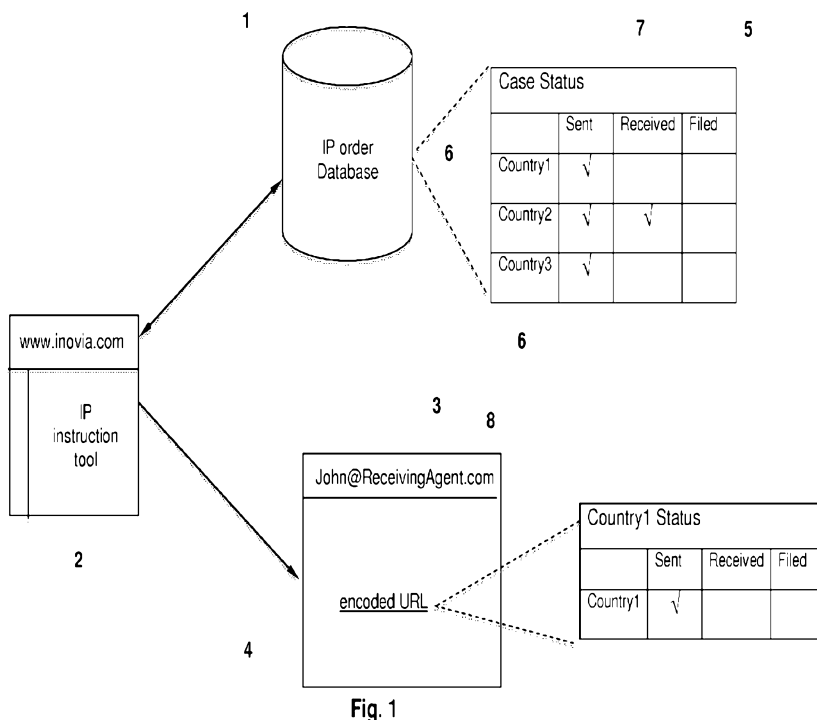 1
7 5
Case Status
Sent Received Filed
IP order
Database
6
Country1 √
Country2 √ √
Country3 √
6
www.inovia.com
IP
instruction
tool
3
8
John@ReceivingAgent.com
Country1 Status
Sent Received Filed
Country1 √
encoded URL
2
4
Fig. 1